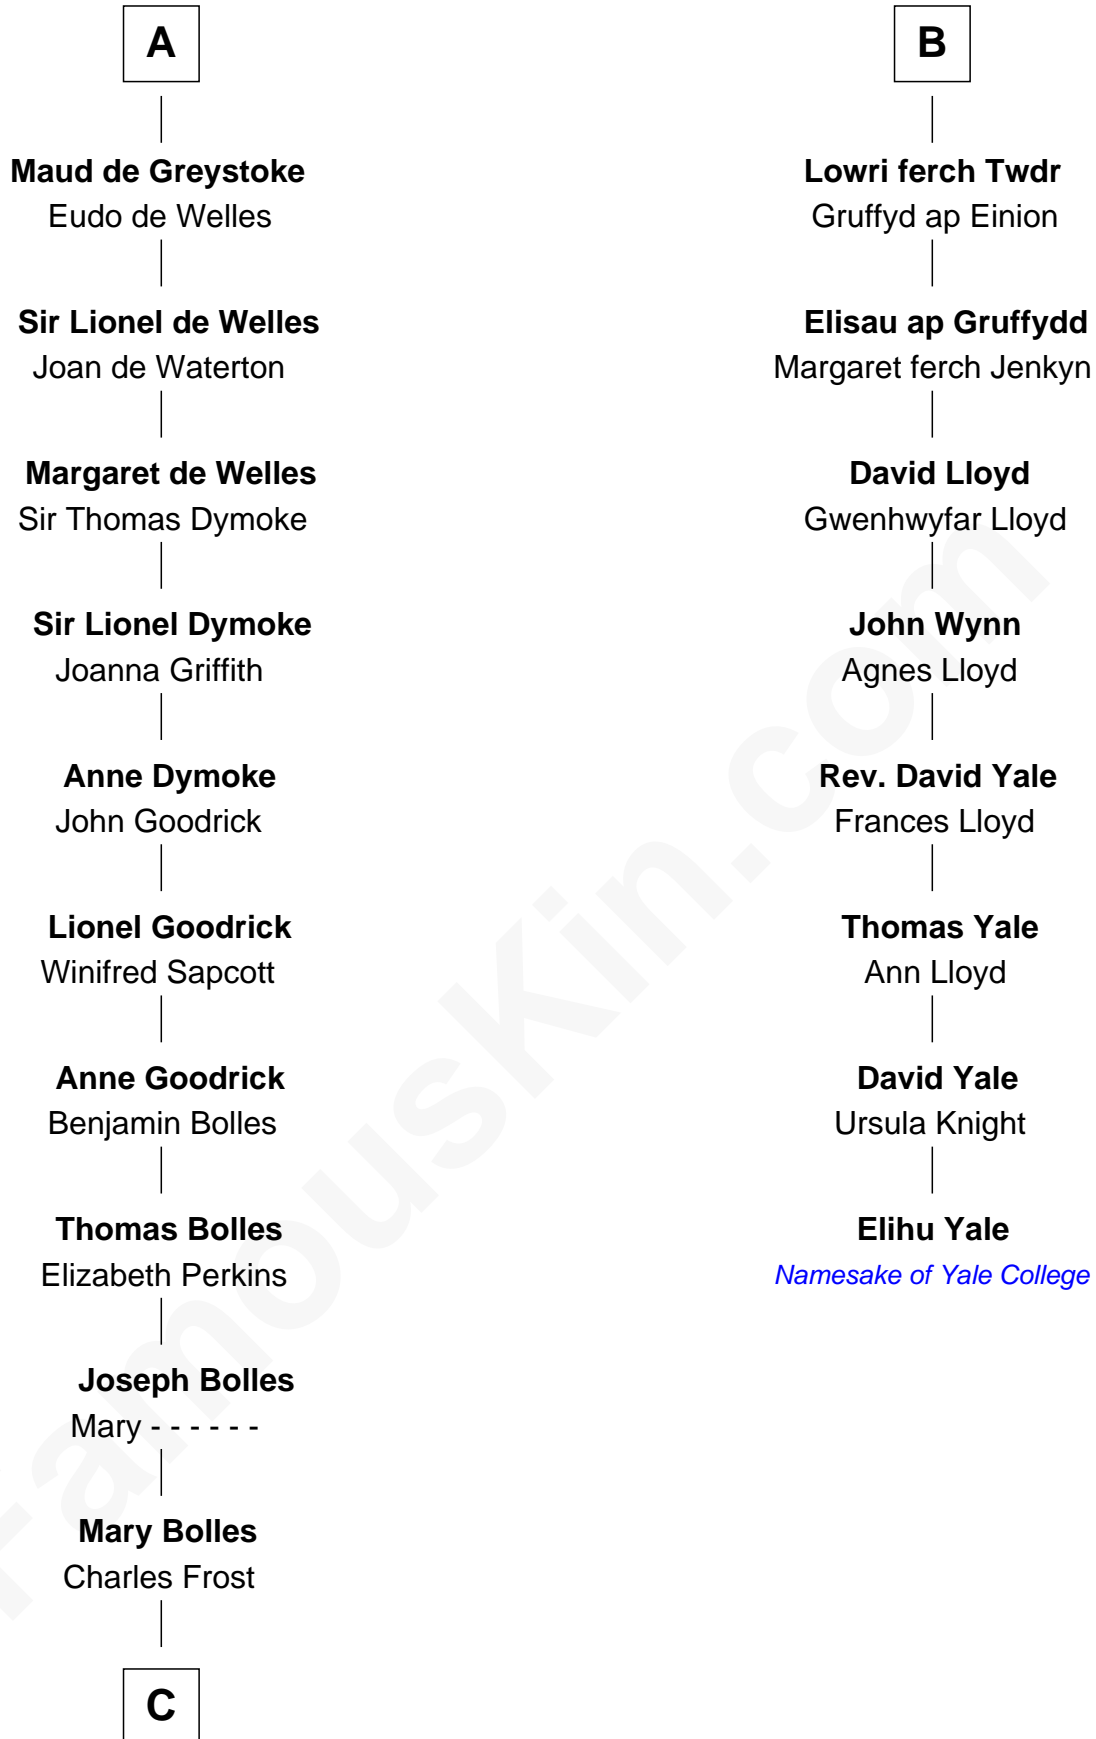 A
Maud de Greystoke
Eudo de Welles
Sir Lionel de Welles
Joan de Waterton
Margaret de Welles
Sir Thomas Dymoke
Sir Lionel Dymoke
Joanna Griffith
Anne Dymoke
John Goodrick
Lionel Goodrick
Winifred Sapcott
Anne Goodrick
Benjamin Bolles
Thomas Bolles
Elizabeth Perkins
Joseph Bolles
Mary - - - - - -
Mary Bolles
Charles Frost
C
B
Lowri ferch Twdr
Gruffyd ap Einion
Elisau ap Gruffydd
Margaret ferch Jenkyn
David Lloyd
Gwenhwyfar Lloyd
John Wynn
Agnes Lloyd
Rev. David Yale
Frances Lloyd
Thomas Yale
Ann Lloyd
David Yale
Ursula Knight
Elihu Yale
Namesake of Yale College
FamousKin.com